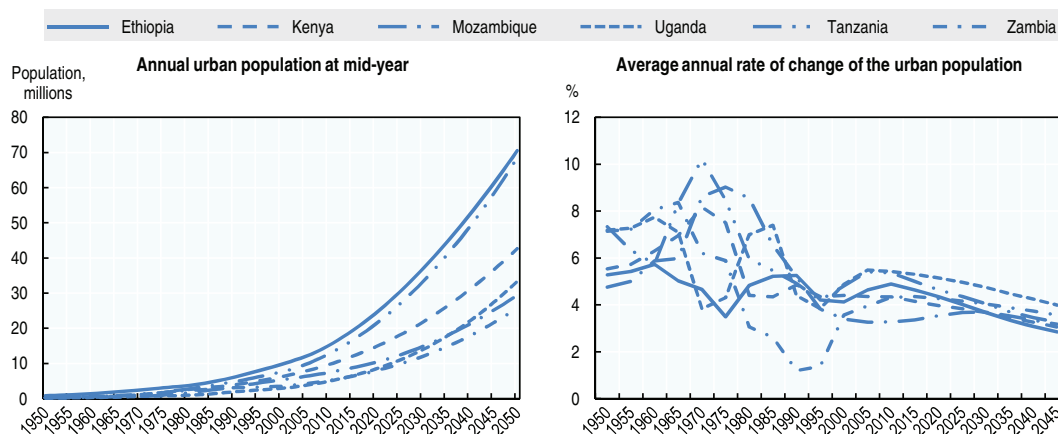 Ethiopia Kenya Mozambique Uganda Tanzania Zambia
Annual urban population at mid-year
Population,
millions
80
70
60
50
40
30
20
10
0
1950 1955 1960 1965 1970 1975 1980 1985 1990 1995 2000 2005 2010 2015 2020 2025 2030 2035 2040 2045 2050
Average annual rate of change of the urban population
%
12
10
8
6
4
2
0
1950 1955 1960 1965 1970 1975 1980 1985 1990 1995 2000 2005 2010 2015 2020 2025 2030 2035 2040 2045